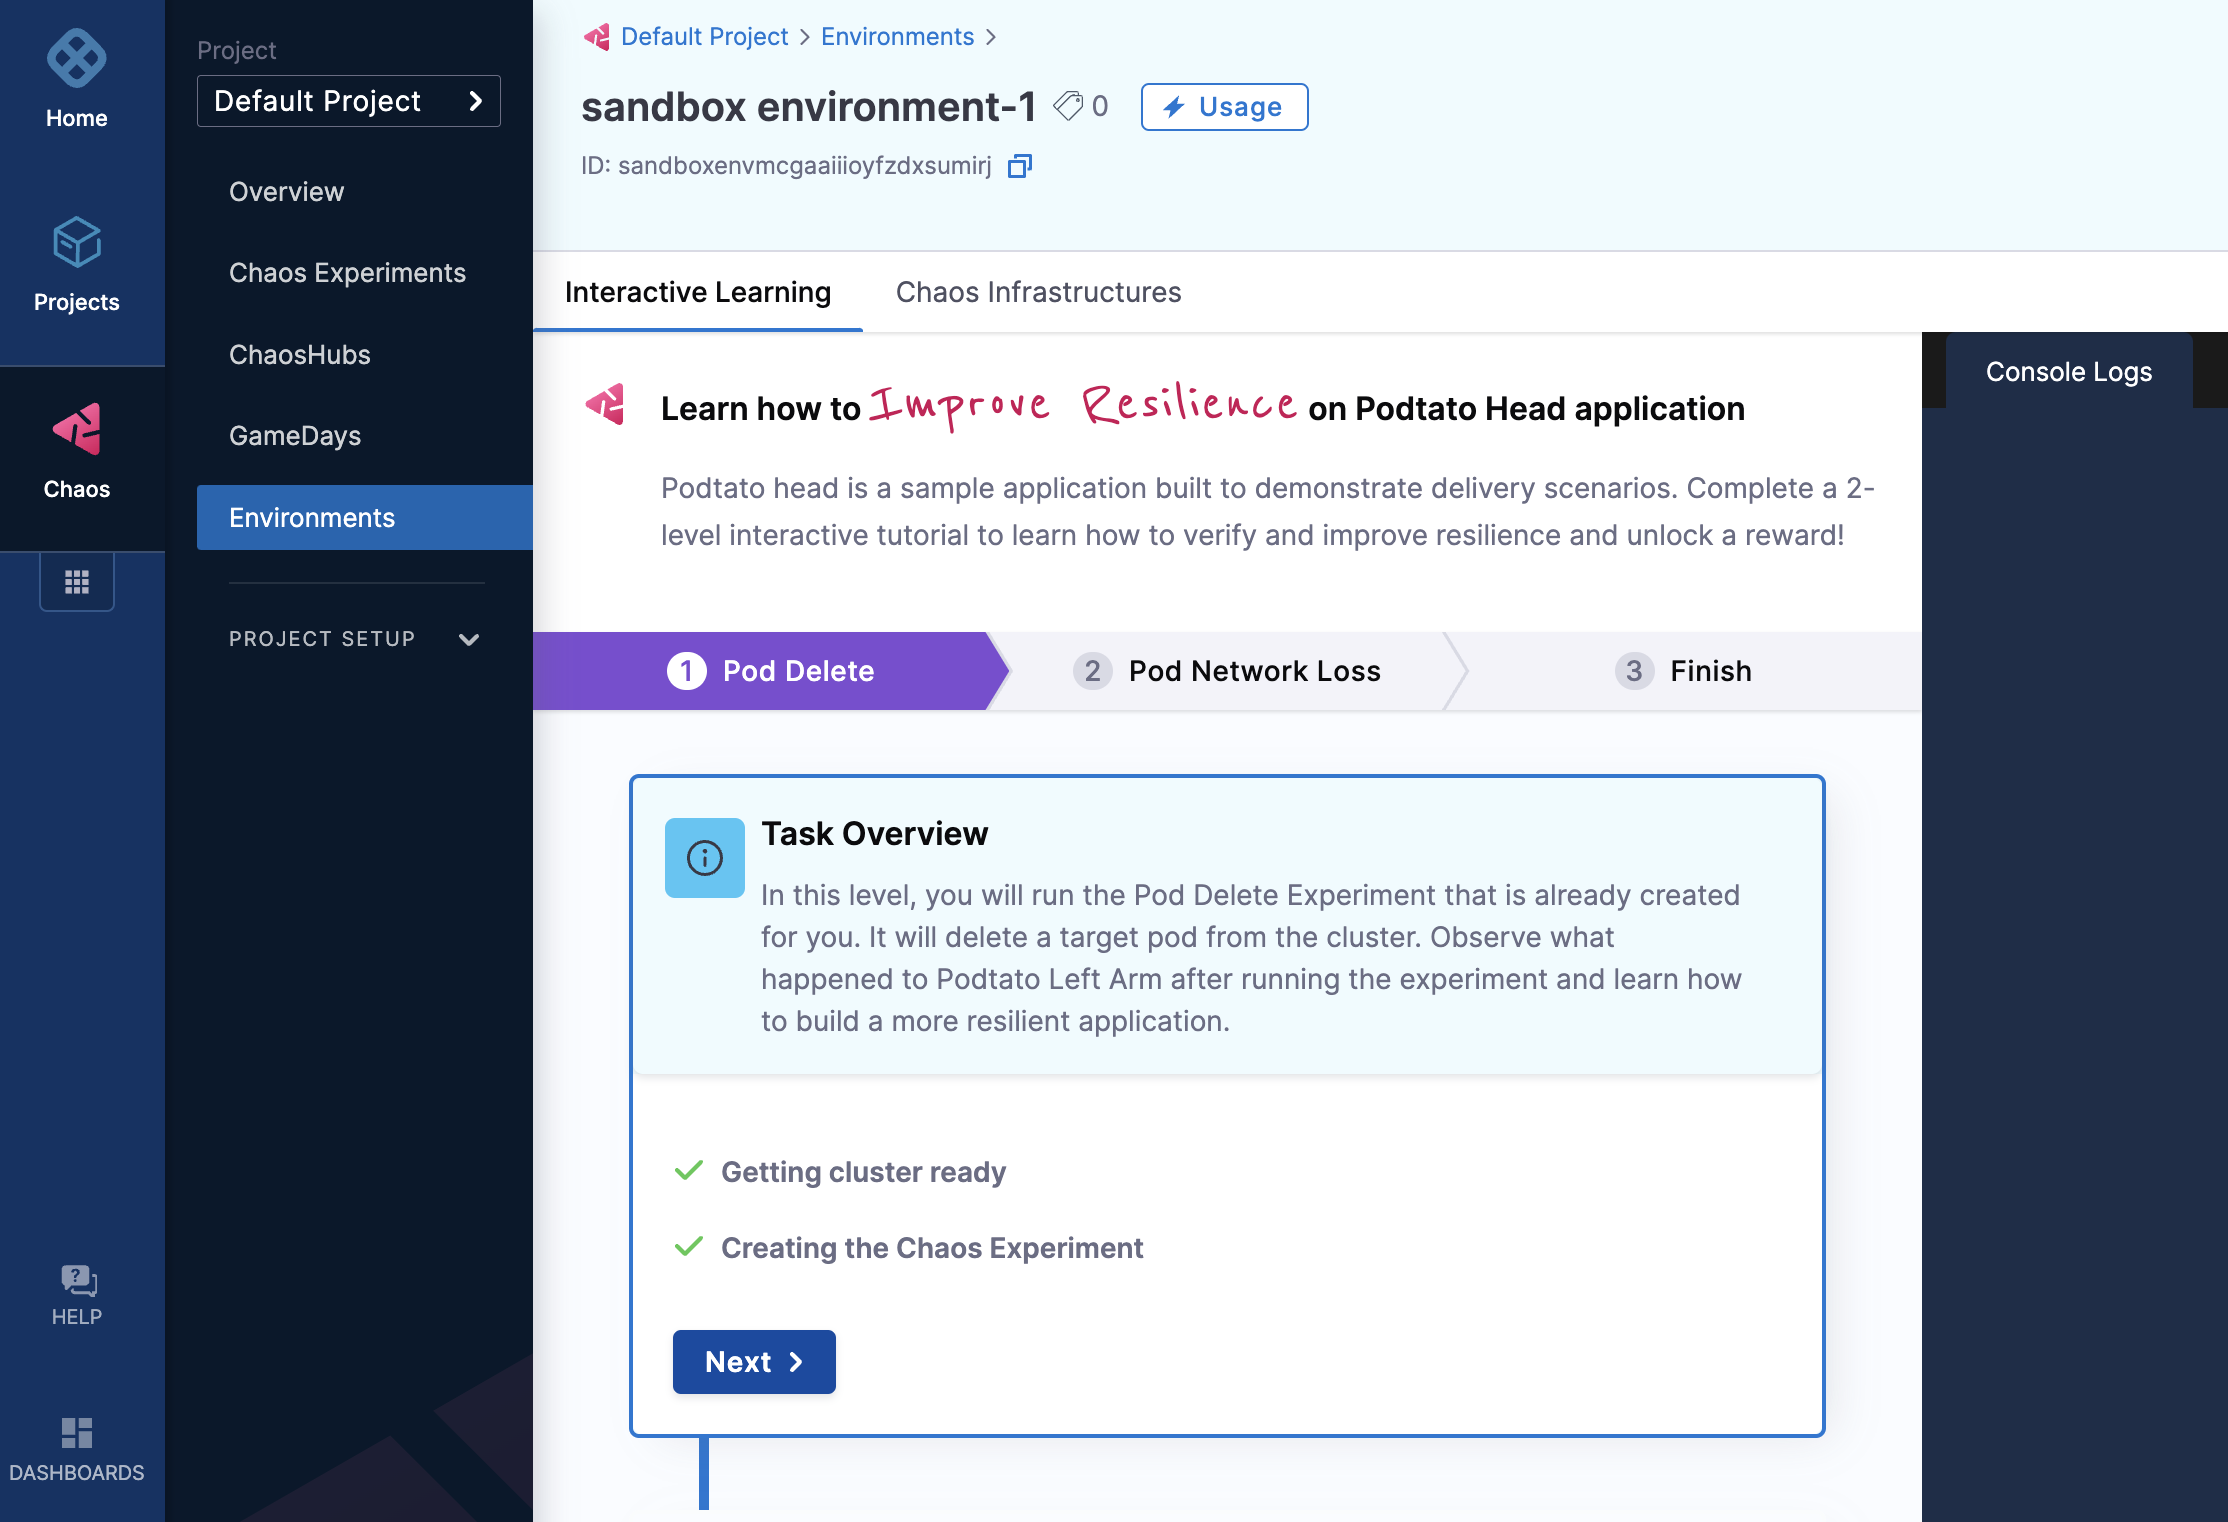 Home
Projects
Chaos
HELP
DASHBOARDS
Project
Default Project
Overview
Chaos Experiments
ChaosHubs
GameDays
Environments
PROJECT SETUP
Default Project > Environments >
sandbox environment-1 0 Usage
ID: sandboxenvmcgaaiiioyfzdxsumirj
Interactive Learning Chaos Infrastructures
Learn how to Improve Resilience on Podtato Head application
Podtato head is a sample application built to demonstrate delivery scenarios. Complete a 2-
level interactive tutorial to learn how to verify and improve resilience and unlock a reward!
1 Pod Delete 2 Pod Network Loss 3 Finish
Task Overview
In this level, you will run the Pod Delete Experiment that is already created
for you. It will delete a target pod from the cluster. Observe what
happened to Podtato Left Arm after running the experiment and learn how
to build a more resilient application.
Getting cluster ready
Creating the Chaos Experiment
Next >
Console Logs